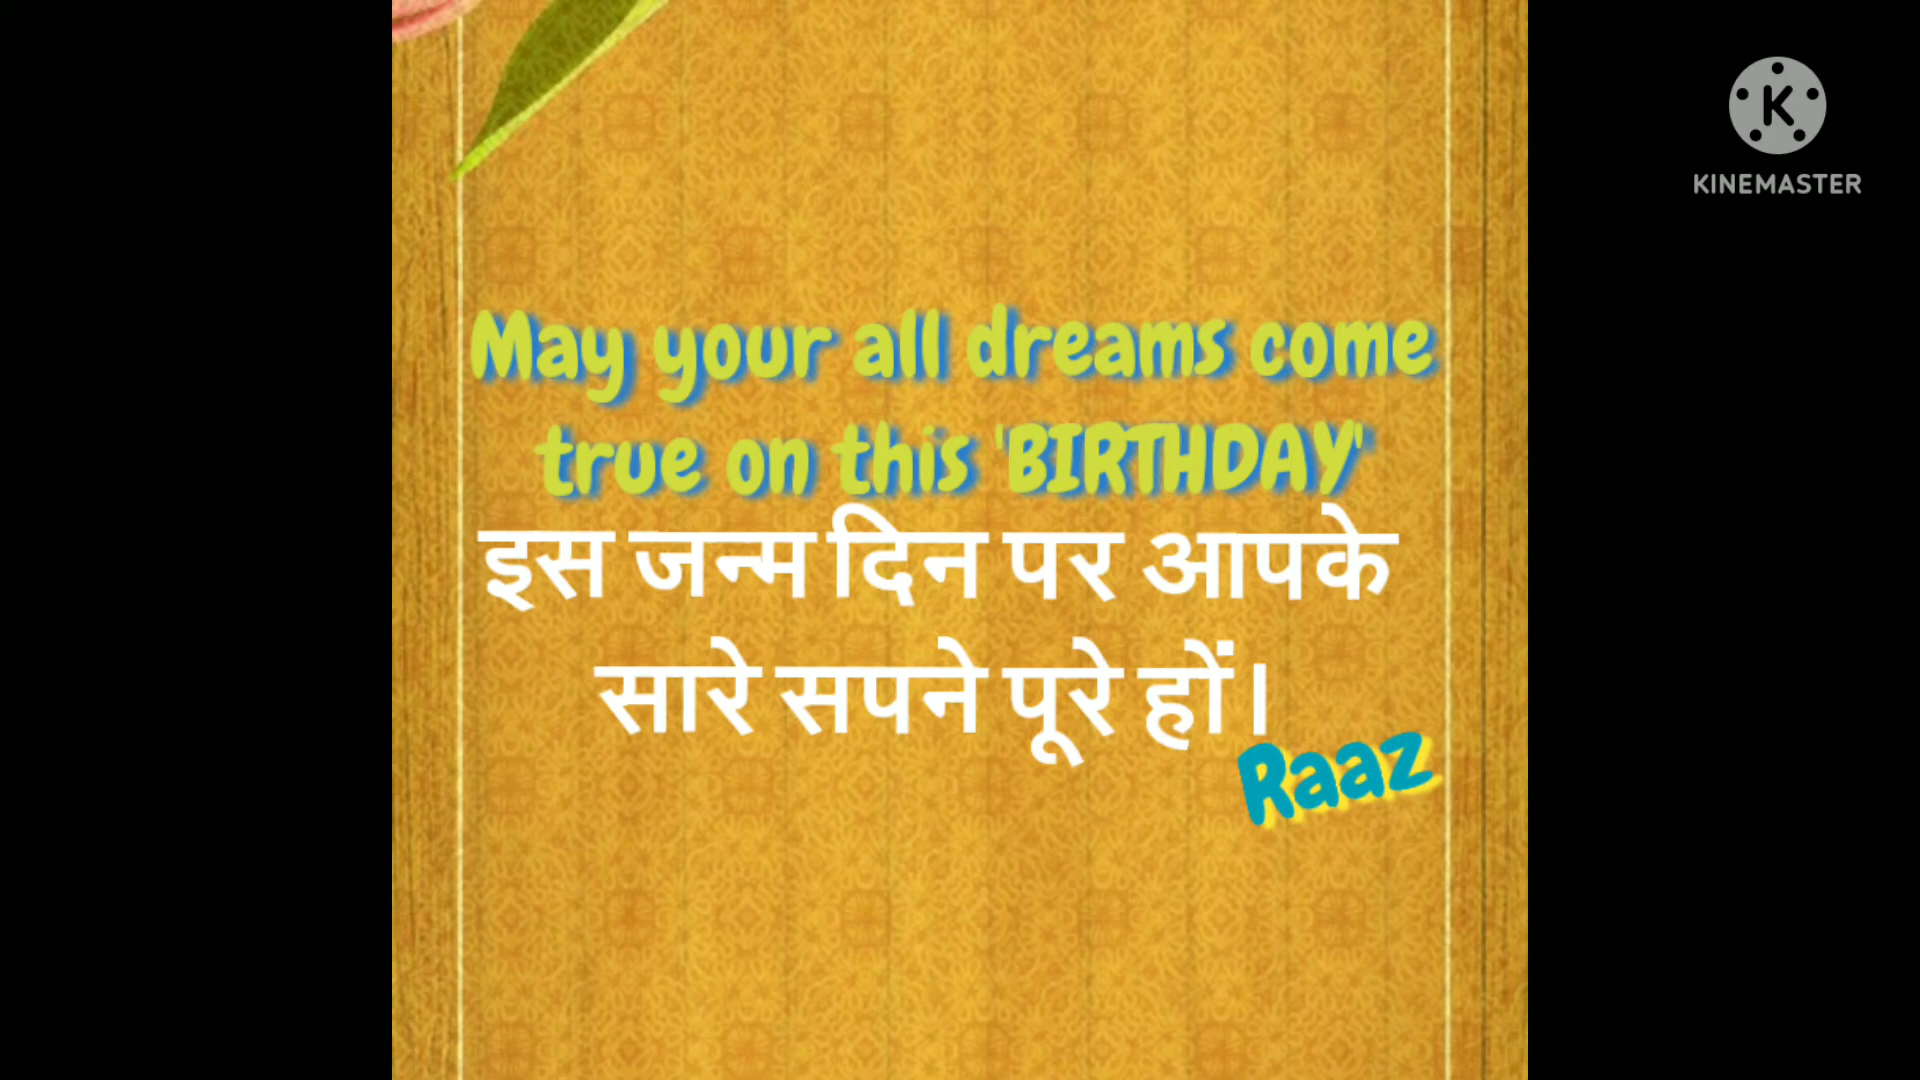 May your all dreams come
true on this 'BIRTHDAY'
इस जन्म दिन पर आपके
सारे सपने पूरे हों।
Raaz
K
KINEMASTER